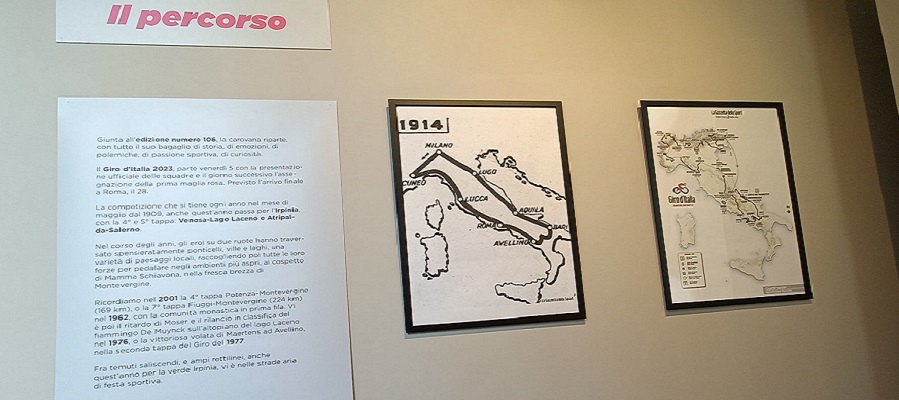 Il percorso
Giunta all'edizione numero 106, la carovana riparte,
con tutto il suo bagaglio di storia, di emozioni, di
polemiche, di passione sportiva, di curiosità.
Il Giro d'Italia 2023, parte venerdì 5 con la presentazio-
ne ufficiale delle squadre e il giorno successivo l'asse-
gnazione della prima maglia rosa. Previsto l'arrivo finale
a Roma, il 28.
La competizione che si tiene ogni anno nel mese di
maggio dal 1909, anche quest'anno passa per l'Irpinia,
con la 4ª e 5ª tappa: Venosa-Lago Laceno e Atripal-
da-Salerno.
Nel corso degli anni, gli eroi su due ruote hanno traver-
sato spensieratamente ponticelli, ville e laghi, una
varietà di paesaggi locali, raccogliendo poi tutte le loro
forze per pedalare negli ambienti più aspri, al cospetto
di Mamma Schiavona, nella fresca brezza di
Montevergine.
Ricordiamo nel 2001 la 4ª tappa Potenza-Montevergine
(169 km), o la 7ª tappa Fiuggi-Montevergine (224 km)
nel 1962, con la comunità monastica in prima fila. Vi
è poi il ritardo di Moser e il rilancio in classifica del
fiammingo De Muynck sull'altopiano del lago Laceno
nel 1976, o la vittoriosa volata di Maertens ad Avellino,
nella seconda tappa del Giro del 1977.
Fra temuti saliscendi, e ampi rettilinei, anche
quest'anno per la verde Irpinia, vi è nelle strade aria
di festa sportiva.
1914
MILANO
CUNEO
LUGO
LUCCA
AQUILA
ROMA
BARI
AVELLINO
La Gazzetta dello Sport
Giro d'Italia